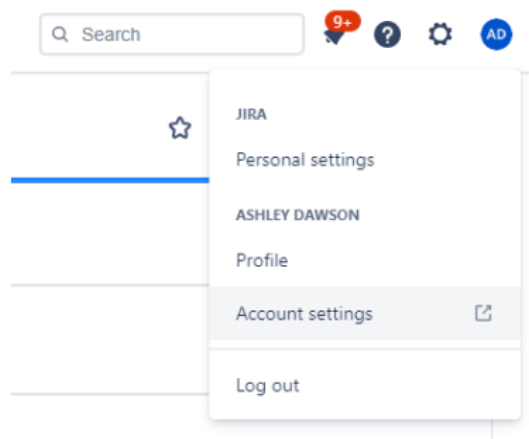 Search
9+
?
AD
JIRA
Personal settings
ASHLEY DAWSON
Profile
Account settings
Log out